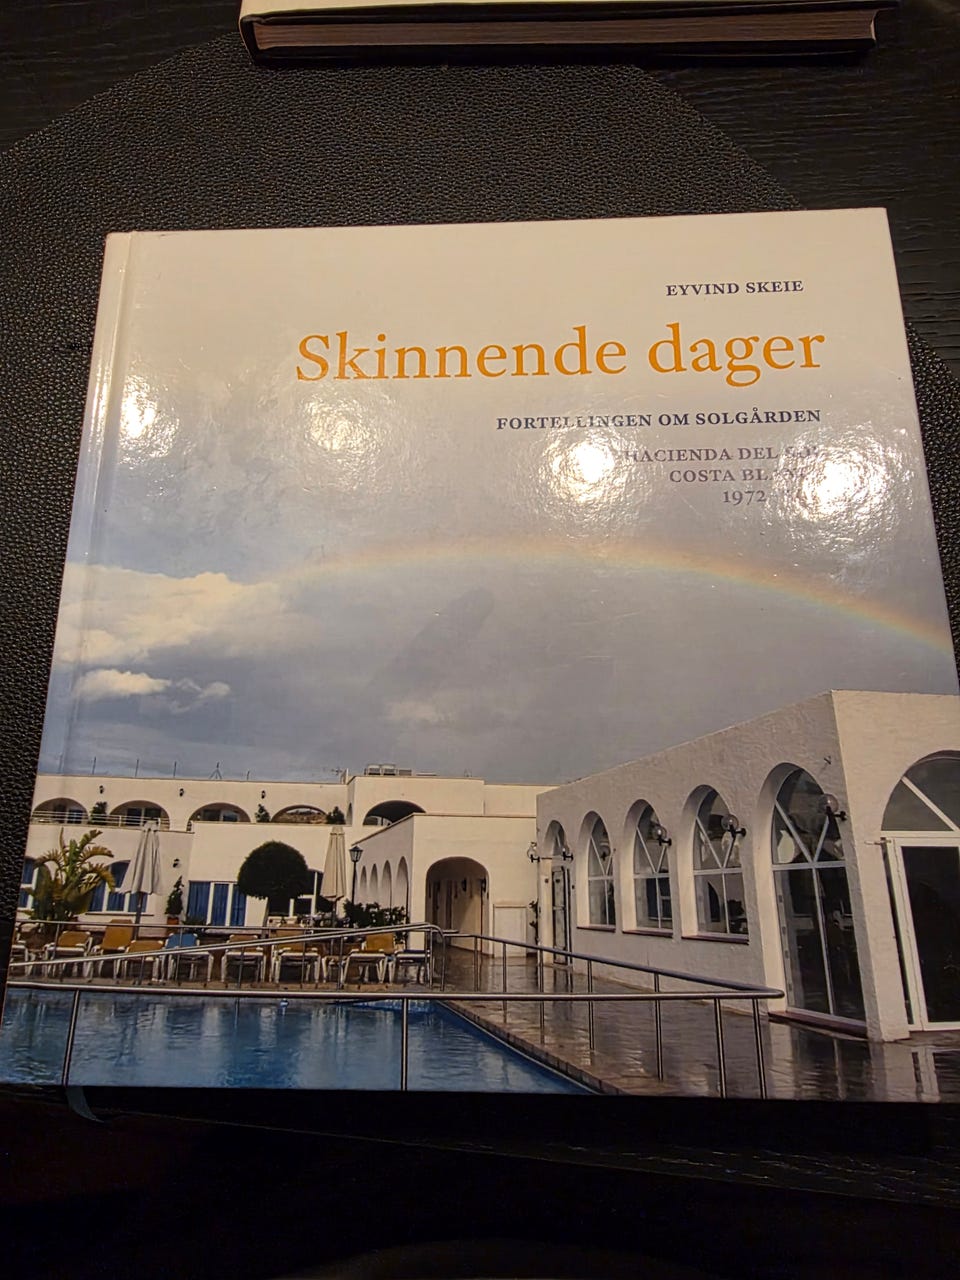 EYVIND SKEIE
Skinnende dager
FORTELLINGEN OM SOLGÅRDEN
HACIENDA DEL
COSTA
1972